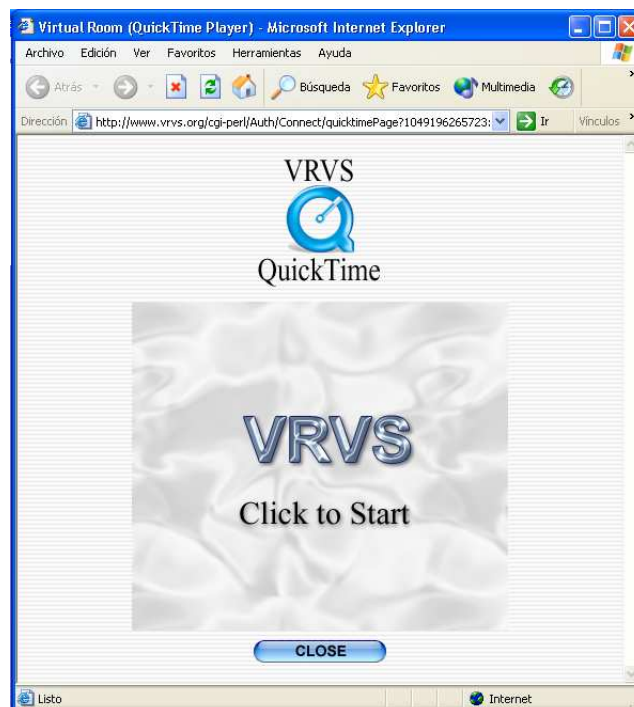 Virtual Room (QuickTime Player) - Microsoft Internet Explorer
Archivo Edición Ver Favoritos Herramientas Ayuda
Atrás Búsqueda Favoritos Multimedia
Dirección http://www.vrvs.org/cgi-perl/Auth/Connect/quicktimePage?1049196265723: Ir Vínculos
VRVS
QuickTime
VRVS
Click to Start
CLOSE
Listo Internet